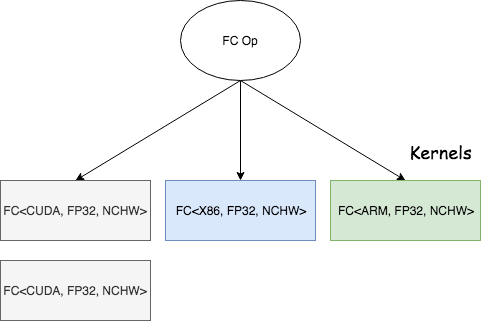 FC Op
Kernels
FC<CUDA, FP32, NCHW>
FC<X86, FP32, NCHW>
FC<ARM, FP32, NCHW>
FC<CUDA, FP32, NCHW>